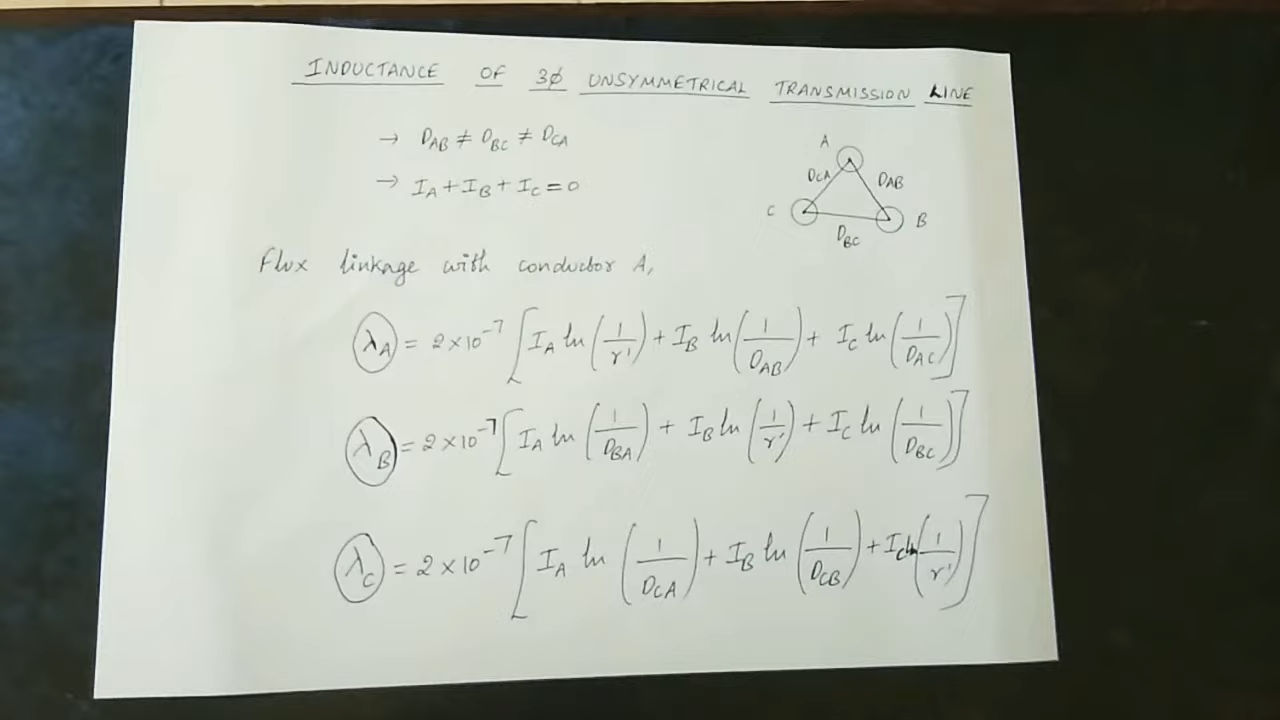 INDUCTANCE OF 3ϕ UNSYMMETRICAL TRANSMISSION LINE
→ D_AB ≠ D_BC ≠ D_CA
→ I_A + I_B + I_C = 0
A
D_CA D_AB
C B
D_BC
Flux linkage with conductor A,
λ_A = 2×10^-7 [I_A ln(1/r') + I_B ln(1/D_AB) + I_C ln(1/D_AC)]
λ_B = 2×10^-7 [I_A ln(1/D_BA) + I_B ln(1/r') + I_C ln(1/D_BC)]
λ_C = 2×10^-7 [I_A ln(1/D_CA) + I_B ln(1/D_CB) + I_C ln(1/r')]